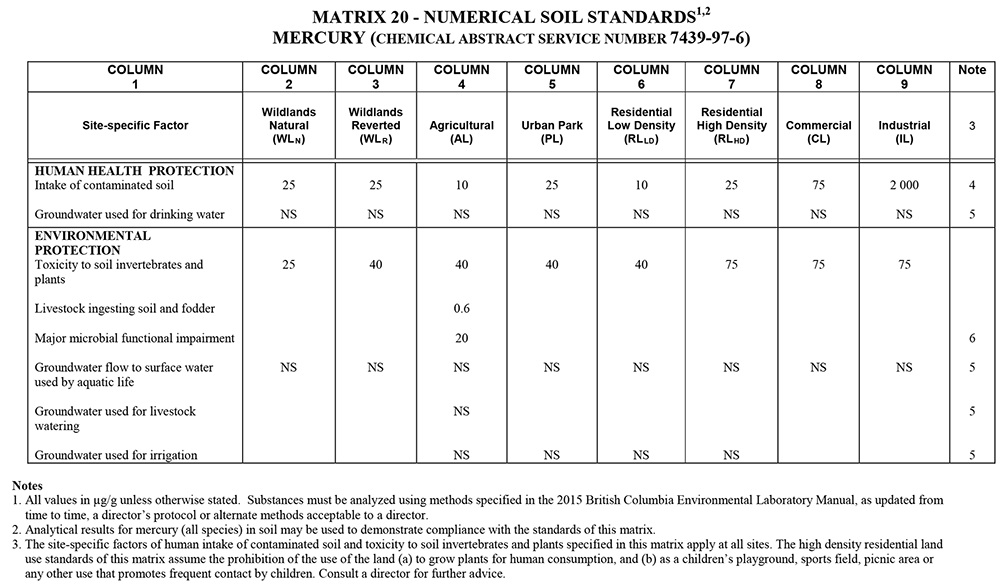 MATRIX 20 - NUMERICAL SOIL STANDARDS1,2
MERCURY (CHEMICAL ABSTRACT SERVICE NUMBER 7439-97-6)
COLUMN 1 COLUMN 2 COLUMN 3 COLUMN 4 COLUMN 5 COLUMN 6 COLUMN 7 COLUMN 8 COLUMN 9 Note
Site-specific Factor Wildlands Natural (WLN) Wildlands Reverted (WLR) Agricultural (AL) Urban Park (PL) Residential Low Density (RLLD) Residential High Density (RLHD) Commercial (CL) Industrial (IL) 3
HUMAN HEALTH PROTECTION
Intake of contaminated soil 25 25 10 25 10 25 75 2 000 4
Groundwater used for drinking water NS NS NS NS NS NS NS NS 5
ENVIRONMENTAL
PROTECTION
Toxicity to soil invertebrates and 25 40 40 40 40 75 75 75
plants
Livestock ingesting soil and fodder 0.6
Major microbial functional impairment 20 6
Groundwater flow to surface water NS NS NS NS NS NS NS NS 5
used by aquatic life
Groundwater used for livestock NS 5
watering
Groundwater used for irrigation NS NS NS NS 5
Notes
1. All values in µg/g unless otherwise stated. Substances must be analyzed using methods specified in the 2015 British Columbia Environmental Laboratory Manual, as updated from
time to time, a director's protocol or alternate methods acceptable to a director.
2. Analytical results for mercury (all species) in soil may be used to demonstrate compliance with the standards of this matrix.
3. The site-specific factors of human intake of contaminated soil and toxicity to soil invertebrates and plants specified in this matrix apply at all sites. The high density residential land
use standards of this matrix assume the prohibition of the use of the land (a) to grow plants for human consumption, and (b) as a children's playground, sports field, picnic area or
any other use that promotes frequent contact by children. Consult a director for further advice.